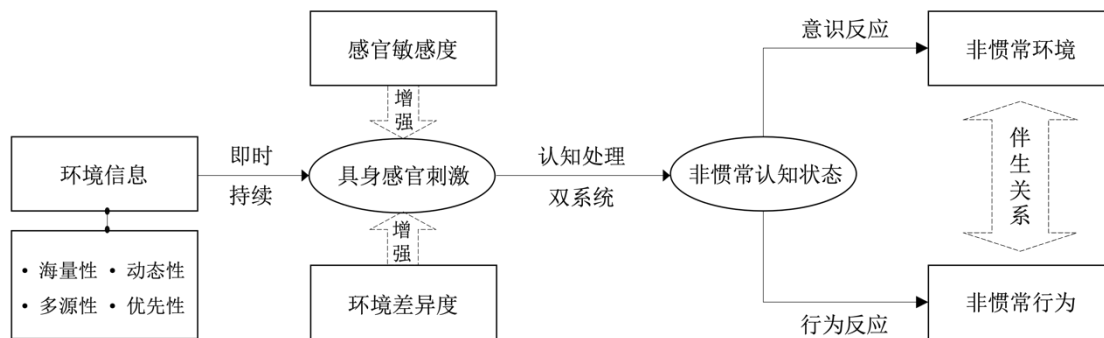 感官敏感度
意识反应
非惯常环境
增强
环境信息
即时
持续
具身感官刺激
认知处理
双系统
非惯常认知状态
伴生关系
• 海量性 • 动态性
• 多源性 • 优先性
增强
环境差异度
行为反应
非惯常行为